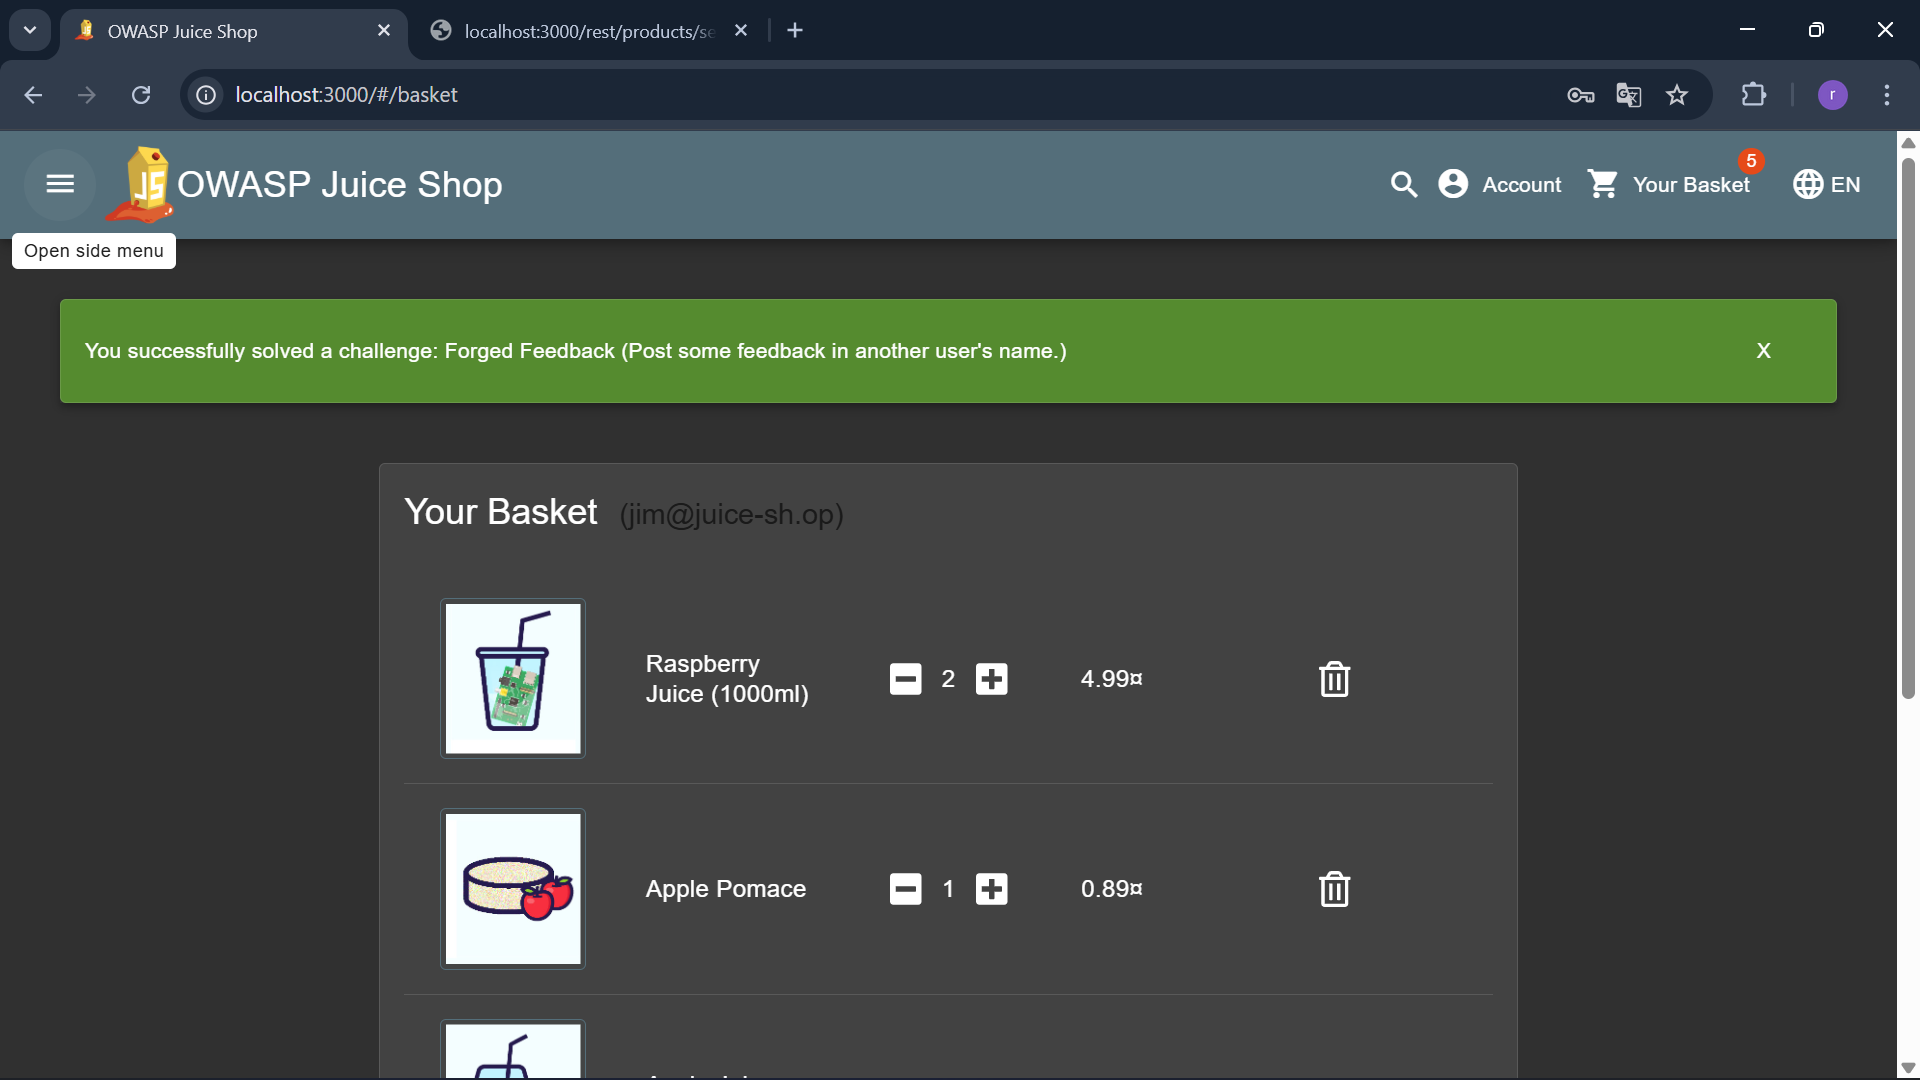 OWASP Juice Shop
localhost:3000/rest/products/se
localhost:3000/#/basket
r
JS
OWASP Juice Shop
Account
Your Basket
5
EN
Open side menu
You successfully solved a challenge: Forged Feedback (Post some feedback in another user's name.)
X
Your Basket (jim@juice-sh.op)
Raspberry
Juice (1000ml)
2
4.99¤
Apple Pomace
1
0.89¤